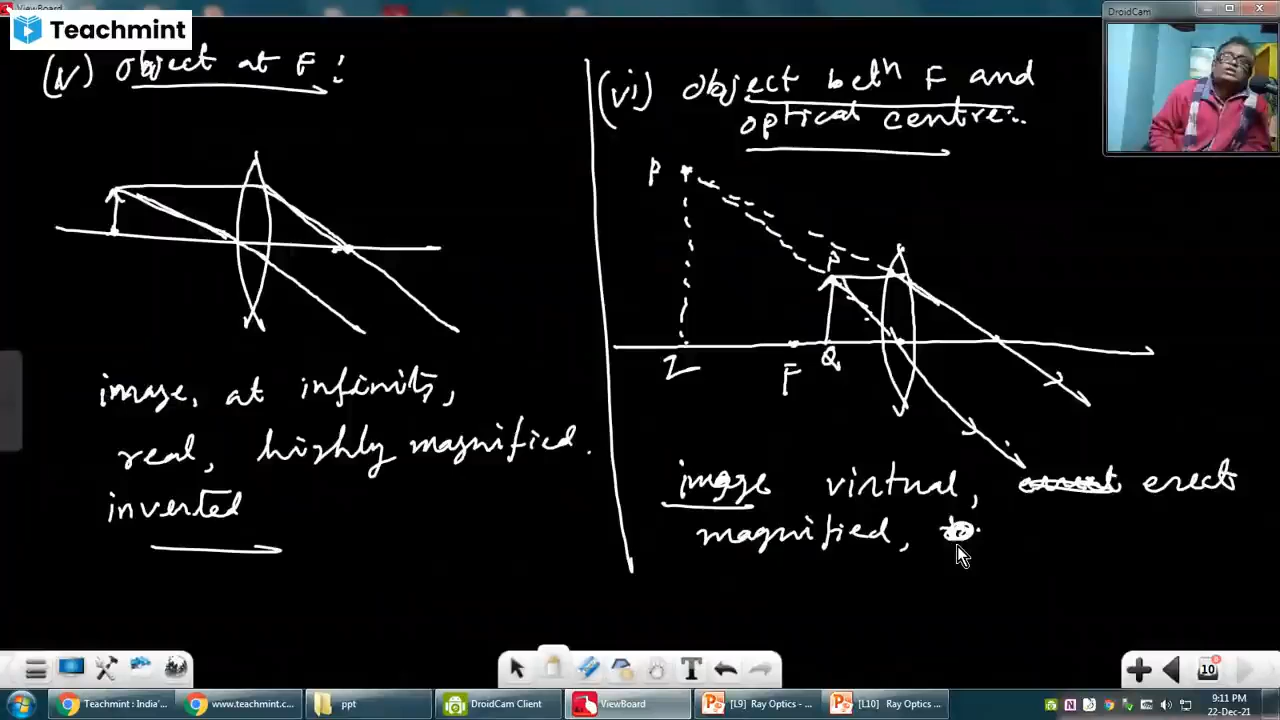 ViewBoard
Teachmint
DroidCam
(v) object at F :
image, at infinity,
real, highly magnified.
inverted
(vi) object betn F and
optical centre:-
P
P
I
F
Q
image virtual, erect
magnified,
T
10
Teachmint: India'...
www.teachmint.c...
ppt
DroidCam Client
ViewBoard
[L9] Ray Optics - ...
[L10] Ray Optics ...
9:11 PM
22-Dec-21